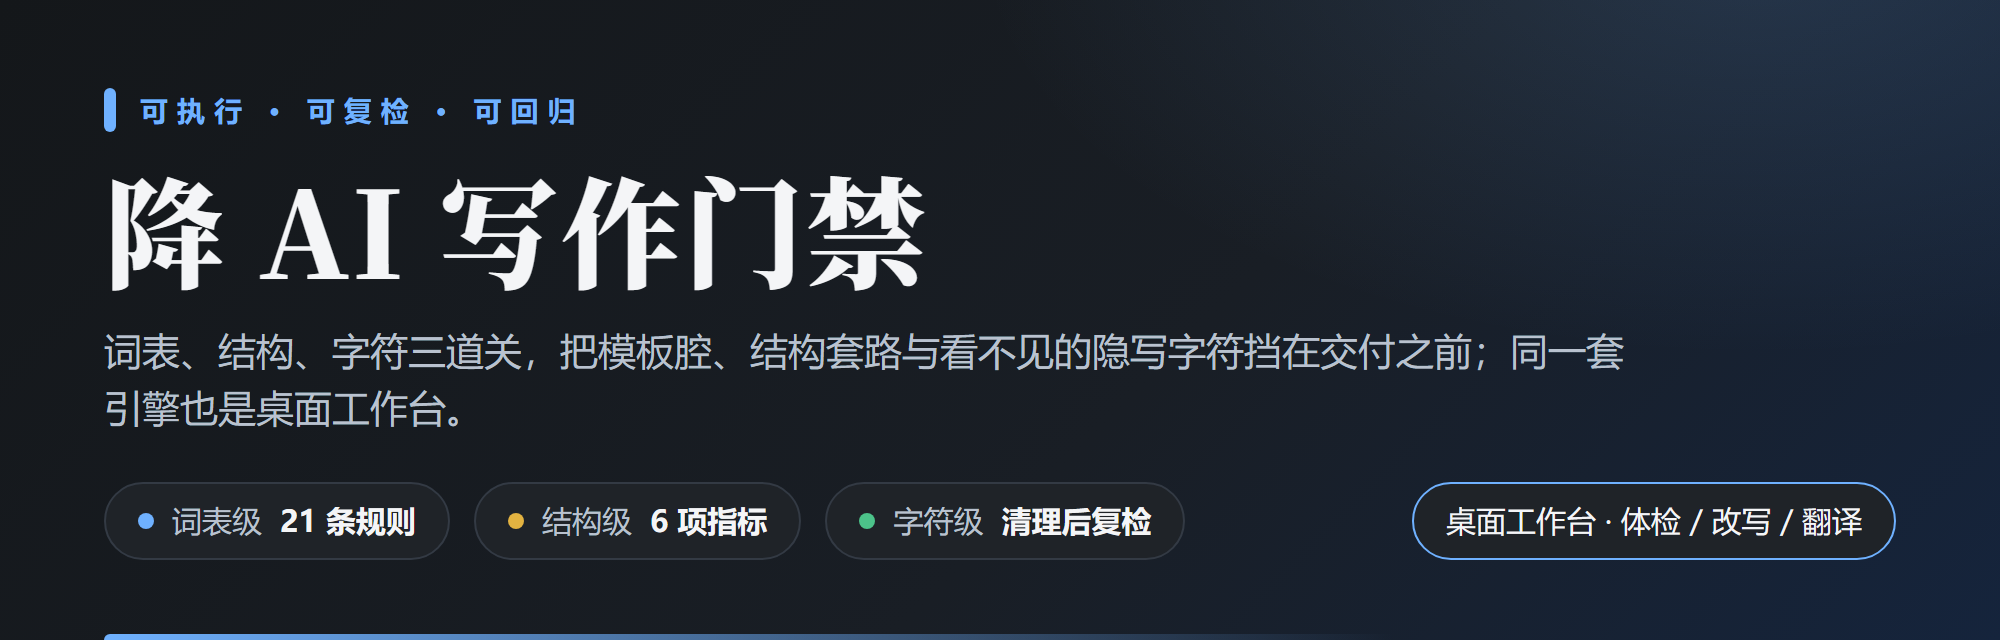 可执行 · 可复检 · 可回归
降 AI 写作门禁
词表、结构、字符三道关，把模板腔、结构套路与看不见的隐写字符挡在交付之前；同一套
引擎也是桌面工作台。
词表级 21 条规则
结构级 6 项指标
字符级 清理后复检
桌面工作台 · 体检 / 改写 / 翻译